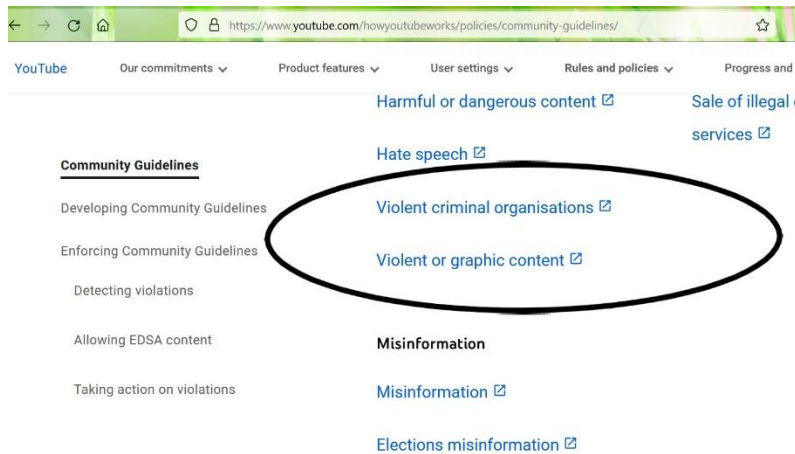 https://www.youtube.com/howyoutubeworks/policies/community-guidelines/
YouTube Our commitments Product features User settings Rules and policies Progress and
Community Guidelines
Developing Community Guidelines
Enforcing Community Guidelines
Detecting violations
Allowing EDSA content
Taking action on violations
Harmful or dangerous content
Hate speech
Violent criminal organisations
Violent or graphic content
Misinformation
Misinformation
Elections misinformation
Sale of illegal
services